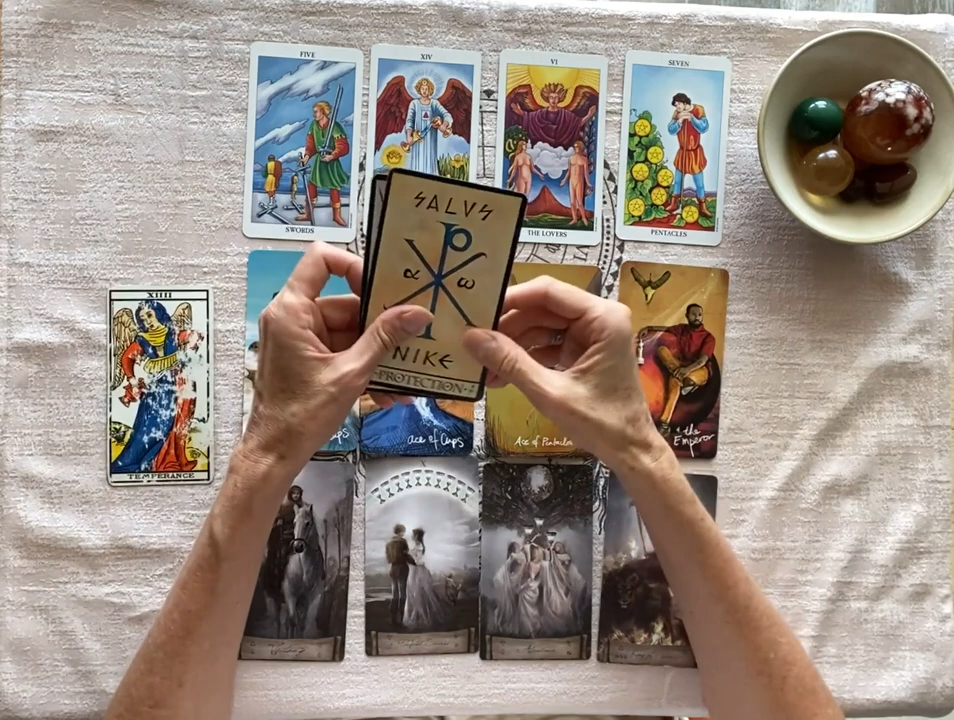 FIVE
SWORDS
XIV
VI
THE LOVERS
SEVEN
PENTACLES
SALVS
α ω
NIKE
PROTECTION
XIIII
TEMPERANCE
Cups
ace of Cups
Ace of Pentacles
the
Emperor